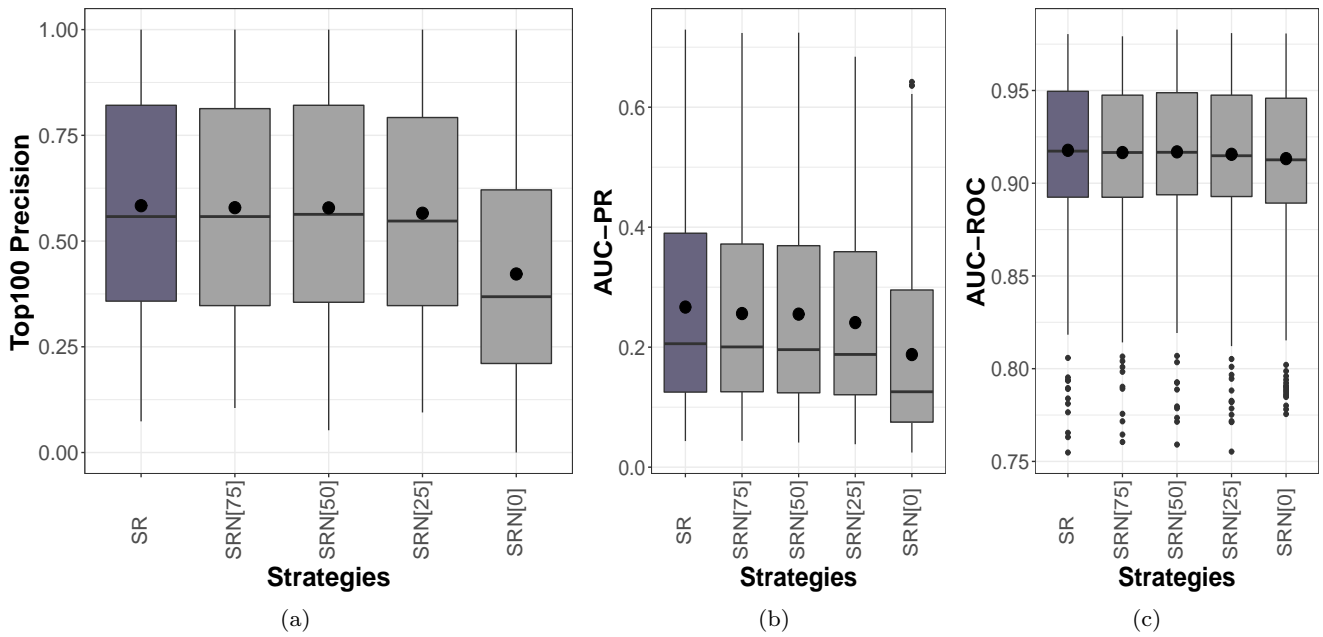 Top100 Precision
1.00
0.75
0.50
0.25
0.00
SR
SRN[75]
SRN[50]
SRN[25]
SRN[0]
Strategies
(a)
AUC−PR
0.6
0.4
0.2
0.0
SR
SRN[75]
SRN[50]
SRN[25]
SRN[0]
Strategies
(b)
AUC−ROC
0.95
0.90
0.85
0.80
0.75
SR
SRN[75]
SRN[50]
SRN[25]
SRN[0]
Strategies
(c)